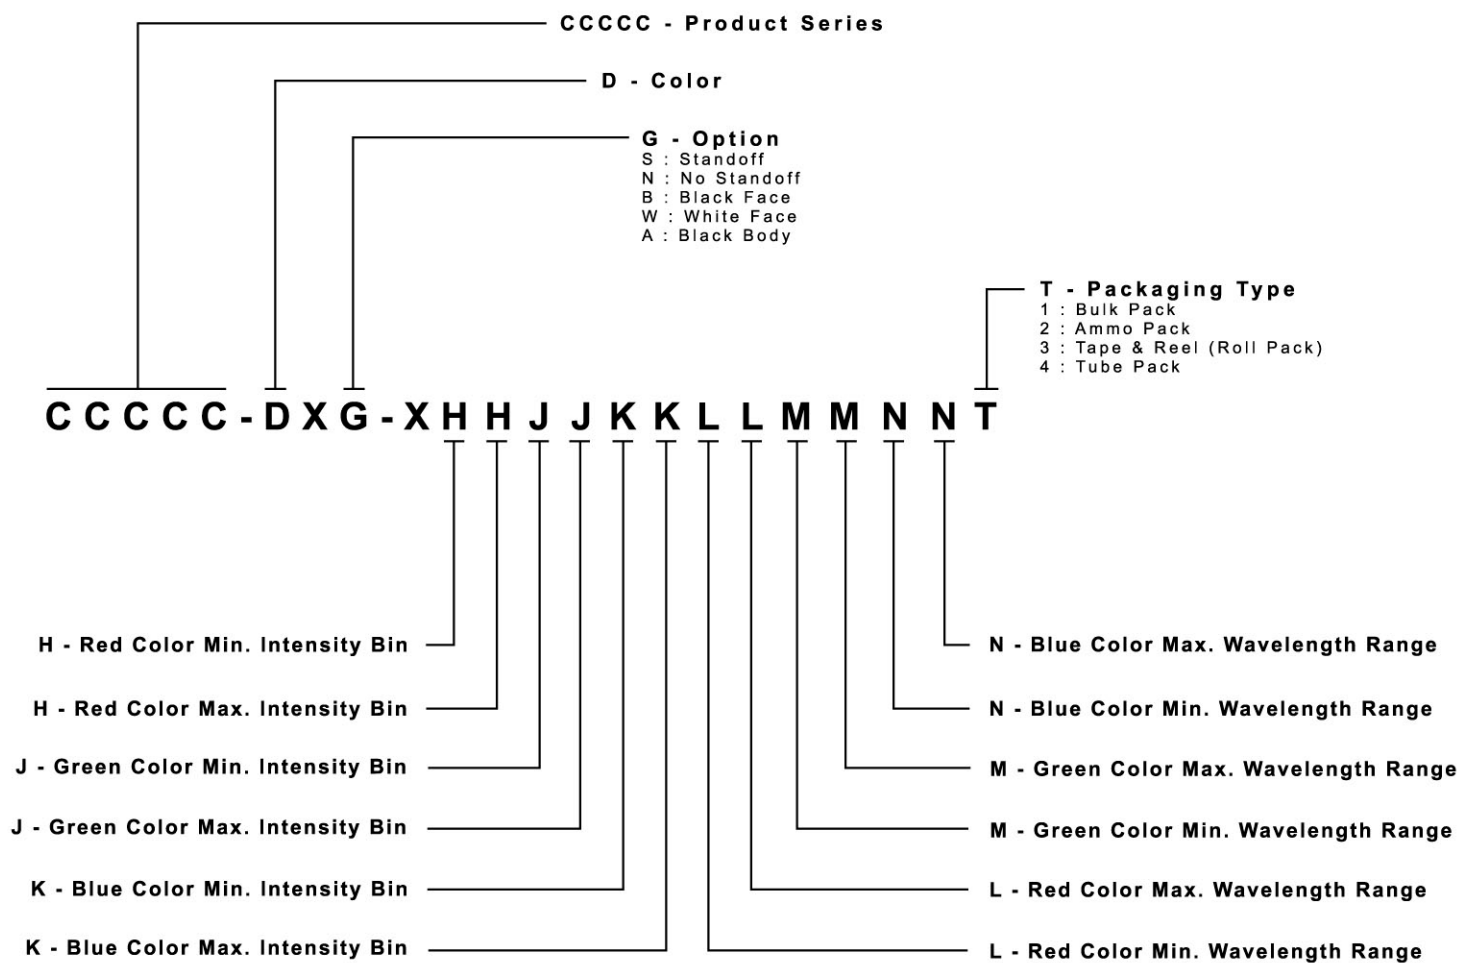 CCCCC - Product Series
D - Color
G - Option
S : Standoff
N : No Standoff
B : Black Face
W : White Face
A : Black Body
T - Packaging Type
1 : Bulk Pack
2 : Ammo Pack
3 : Tape & Reel (Roll Pack)
4 : Tube Pack
C C C C C - D X G - X H H J J K K L L M M N N T
H - Red Color Min. Intensity Bin
H - Red Color Max. Intensity Bin
J - Green Color Min. Intensity Bin
J - Green Color Max. Intensity Bin
K - Blue Color Min. Intensity Bin
K - Blue Color Max. Intensity Bin
N - Blue Color Max. Wavelength Range
N - Blue Color Min. Wavelength Range
M - Green Color Max. Wavelength Range
M - Green Color Min. Wavelength Range
L - Red Color Max. Wavelength Range
L - Red Color Min. Wavelength Range